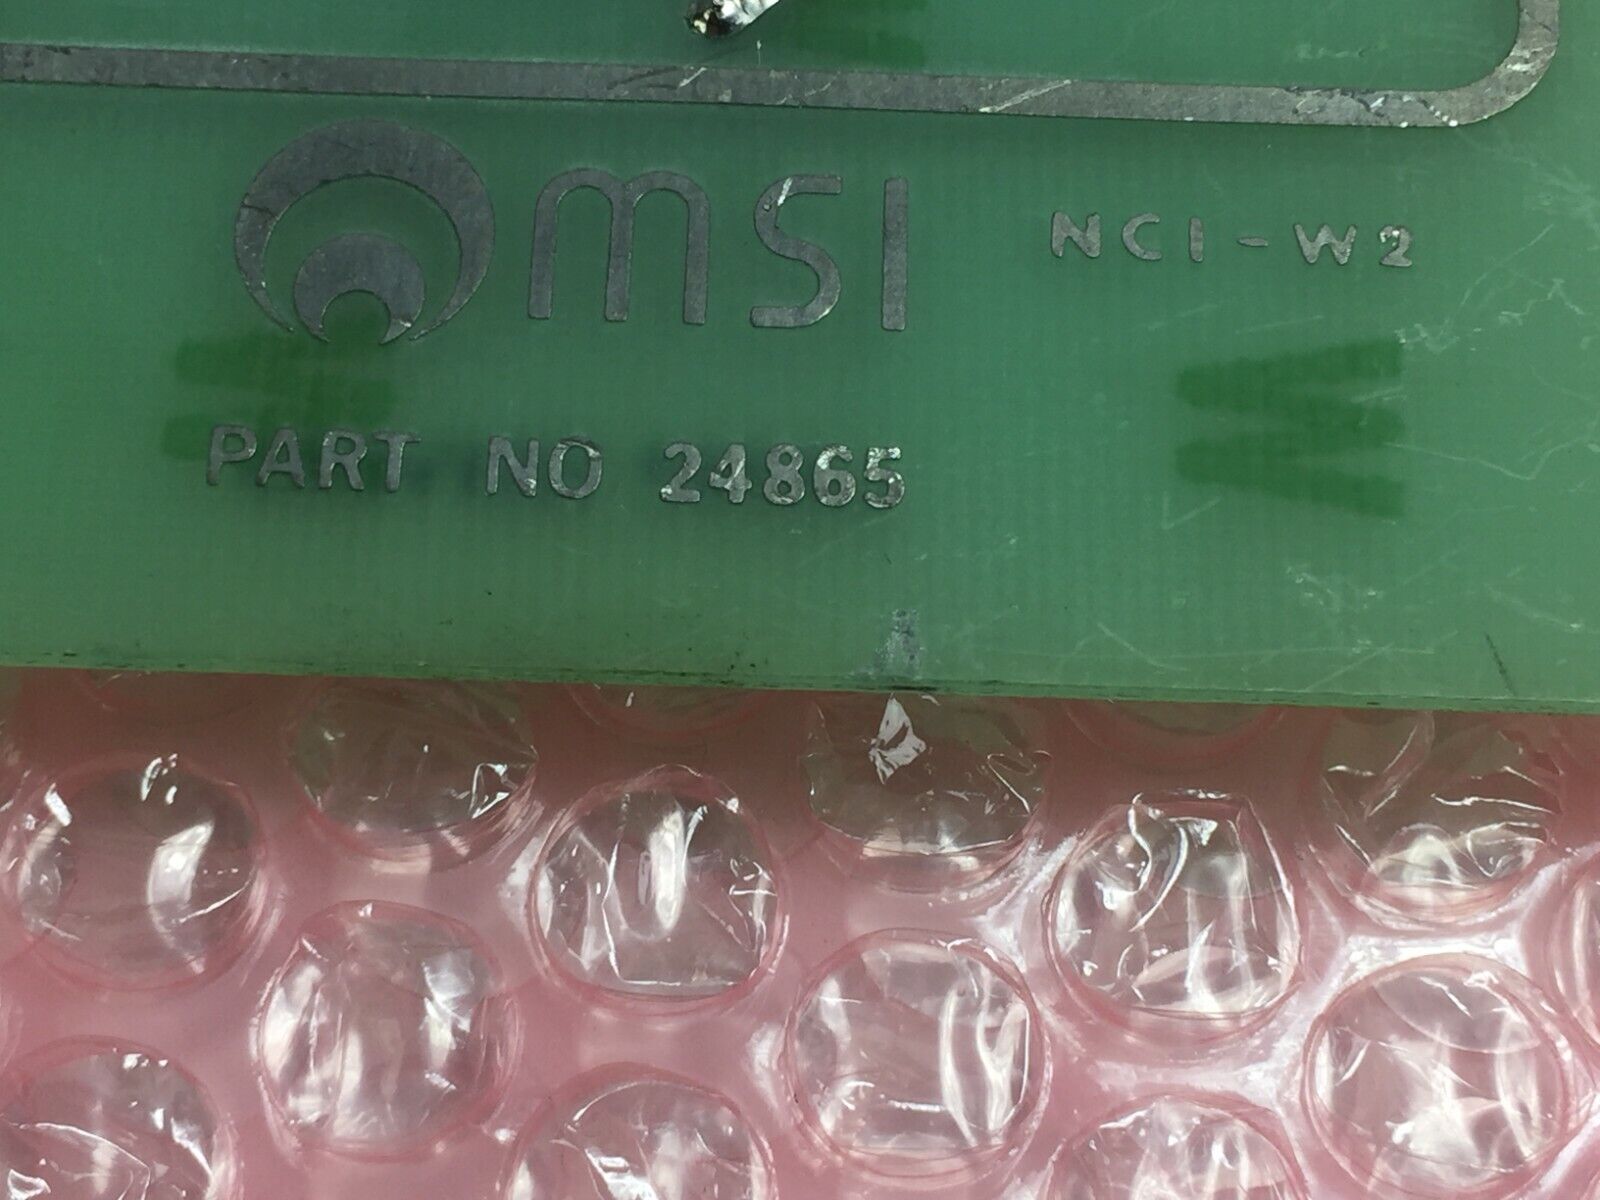 msi NCI-W2
PART NO 24865